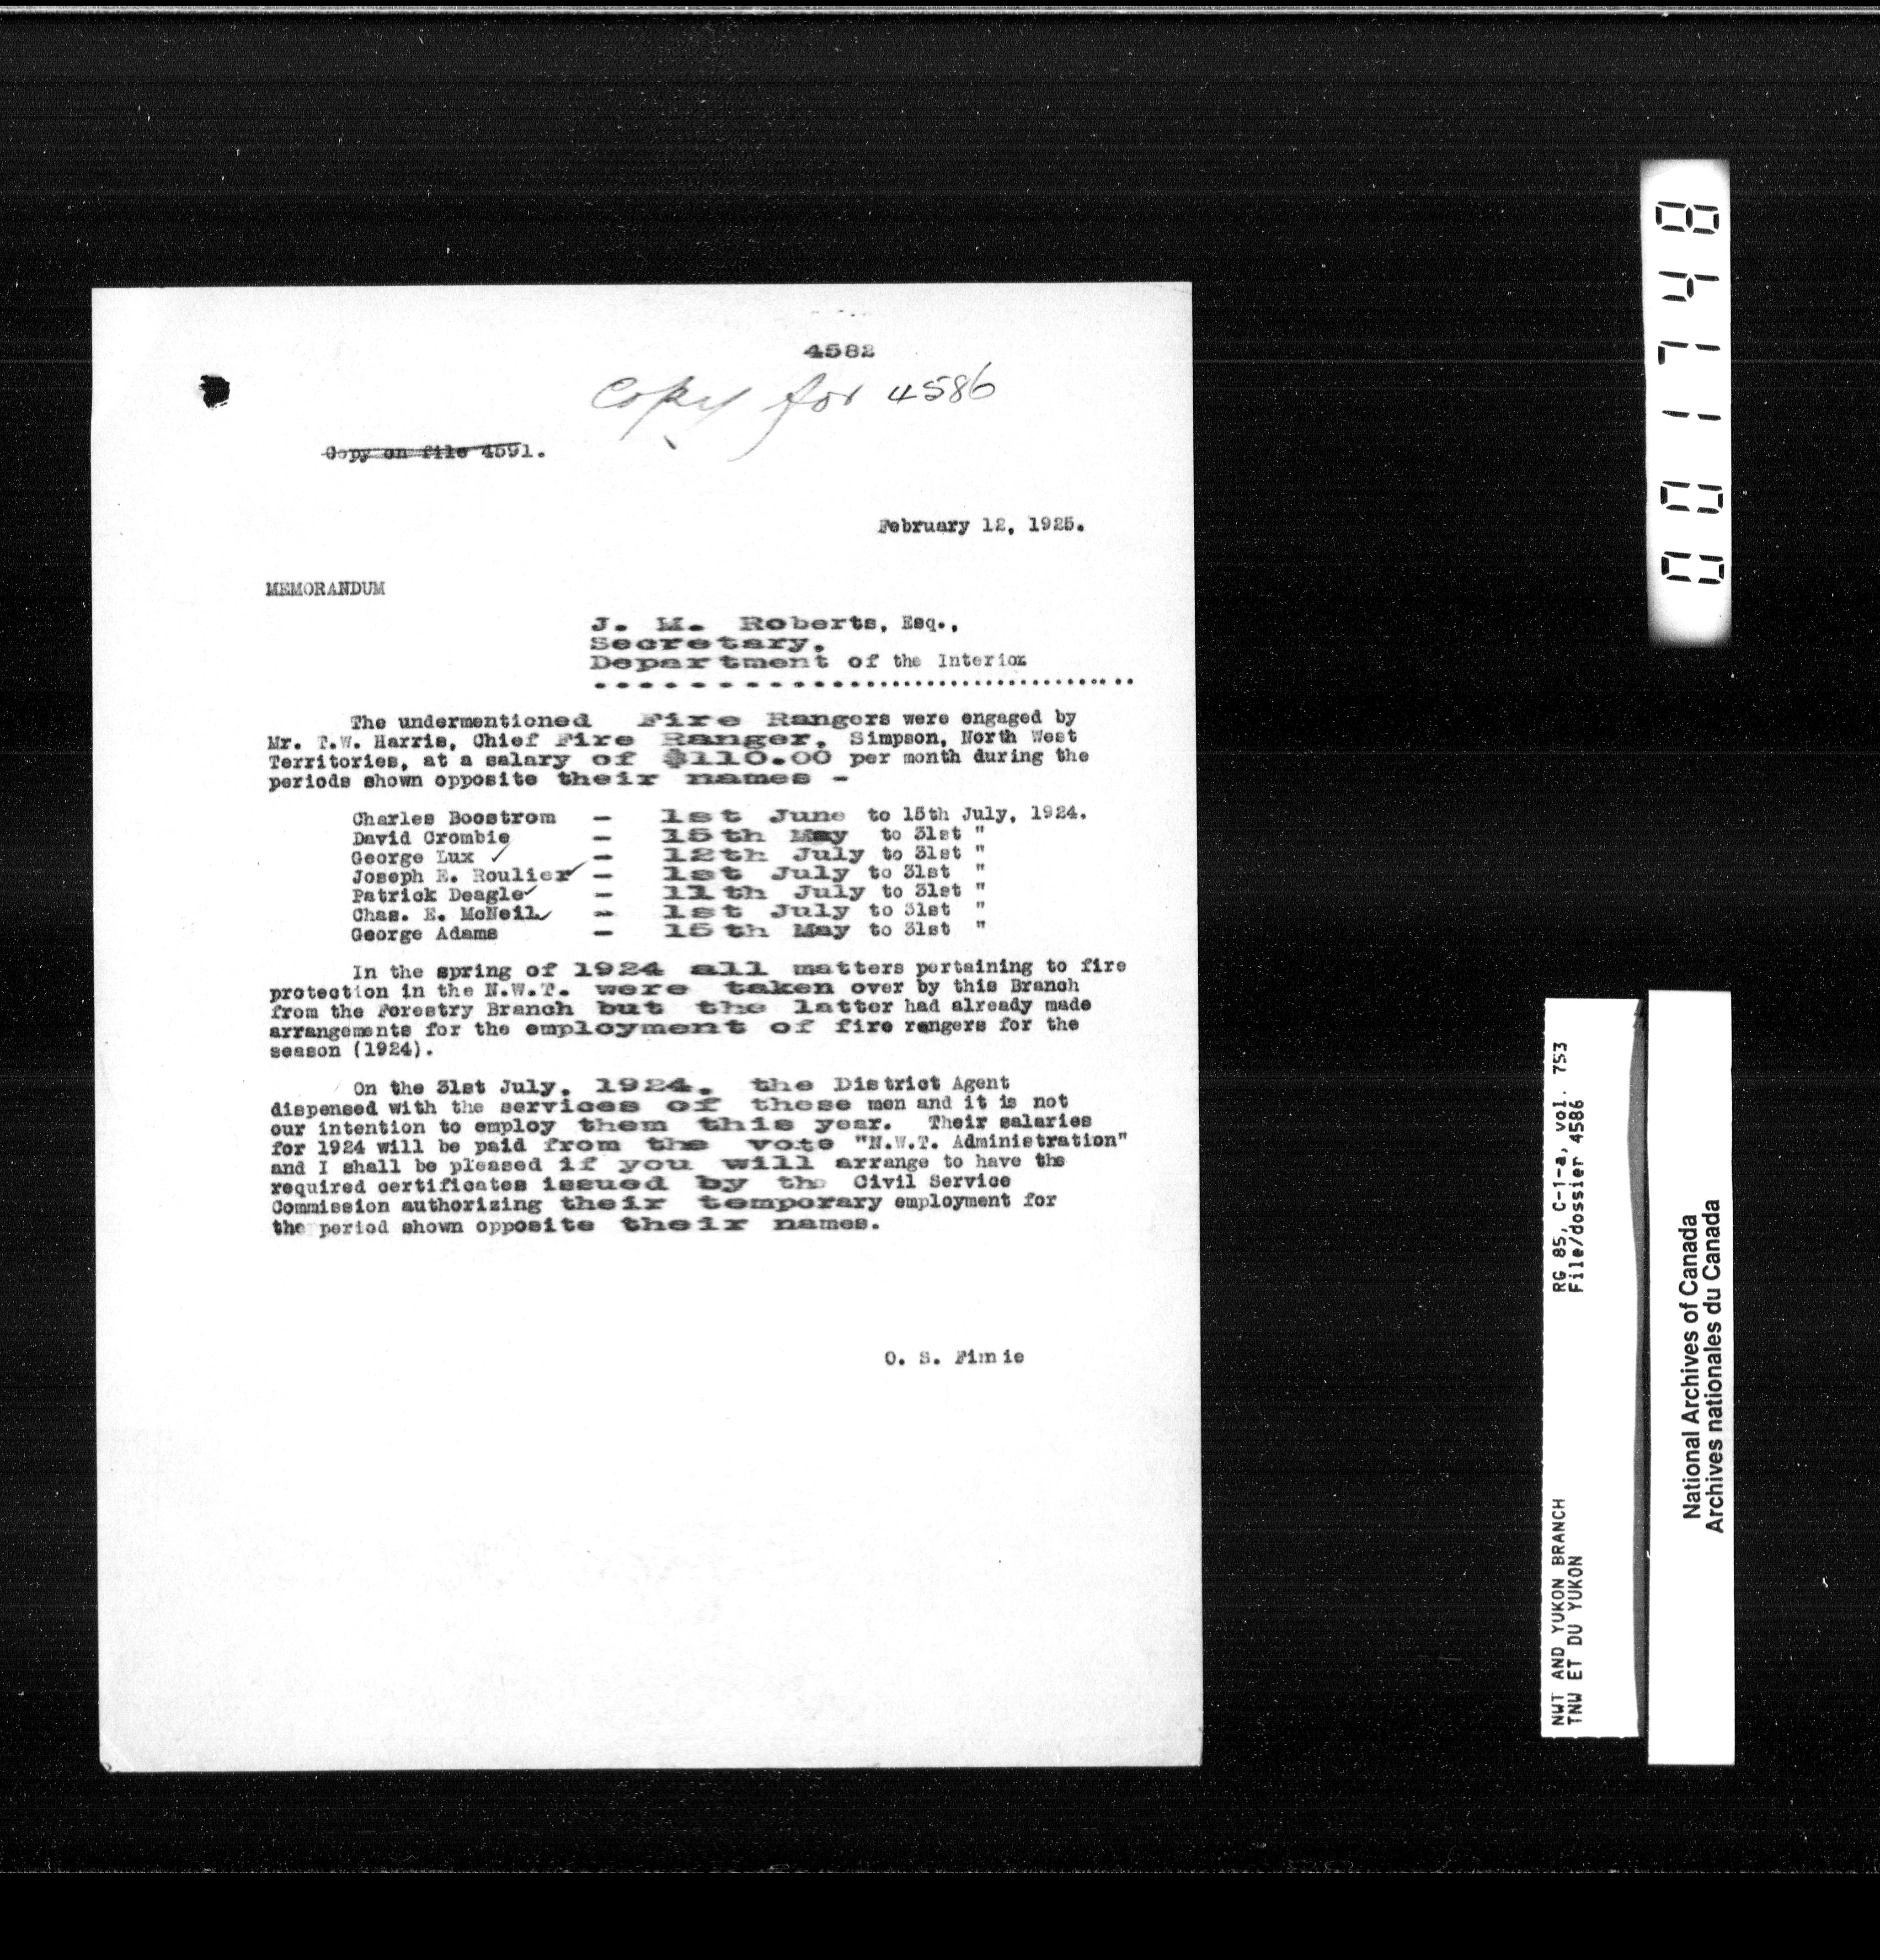 4582
Copy for 4586
Copy on file 4591.
February 12, 1925.
MEMORANDUM
J. M. Roberts, Esq.,
Secretary,
Department of the Interior
The undermentioned Fire Rangers were engaged by
Mr. T.W. Harris, Chief Fire Ranger, Simpson, North West
Territories, at a salary of $110.00 per month during the
periods shown opposite their names -
Charles Boostrom - 1st June to 15th July, 1924.
David Crombie - 15th May to 31st "
George Lux ✓ - 12th July to 31st "
Joseph E. Roulier ✓ - 1st July to 31st "
Patrick Deagle ✓ - 11th July to 31st "
Chas. E. McNeil ✓ - 1st July to 31st "
George Adams - 15th May to 31st "
In the spring of 1924 all matters pertaining to fire
protection in the N.W.T. were taken over by this Branch
from the Forestry Branch but the latter had already made
arrangements for the employment of fire rangers for the
season (1924).
On the 31st July, 1924, the District Agent
dispensed with the services of these men and it is not
our intention to employ them this year. Their salaries
for 1924 will be paid from the vote "N.W.T. Administration"
and I shall be pleased if you will arrange to have the
required certificates issued by the Civil Service
Commission authorizing their temporary employment for
the period shown opposite their names.
O. S. Finnie
001748
NWT AND YUKON BRANCH RG 85, C-1-a, vol. 753
TNW ET DU YUKON File/dossier 4586
National Archives of Canada
Archives nationales du Canada